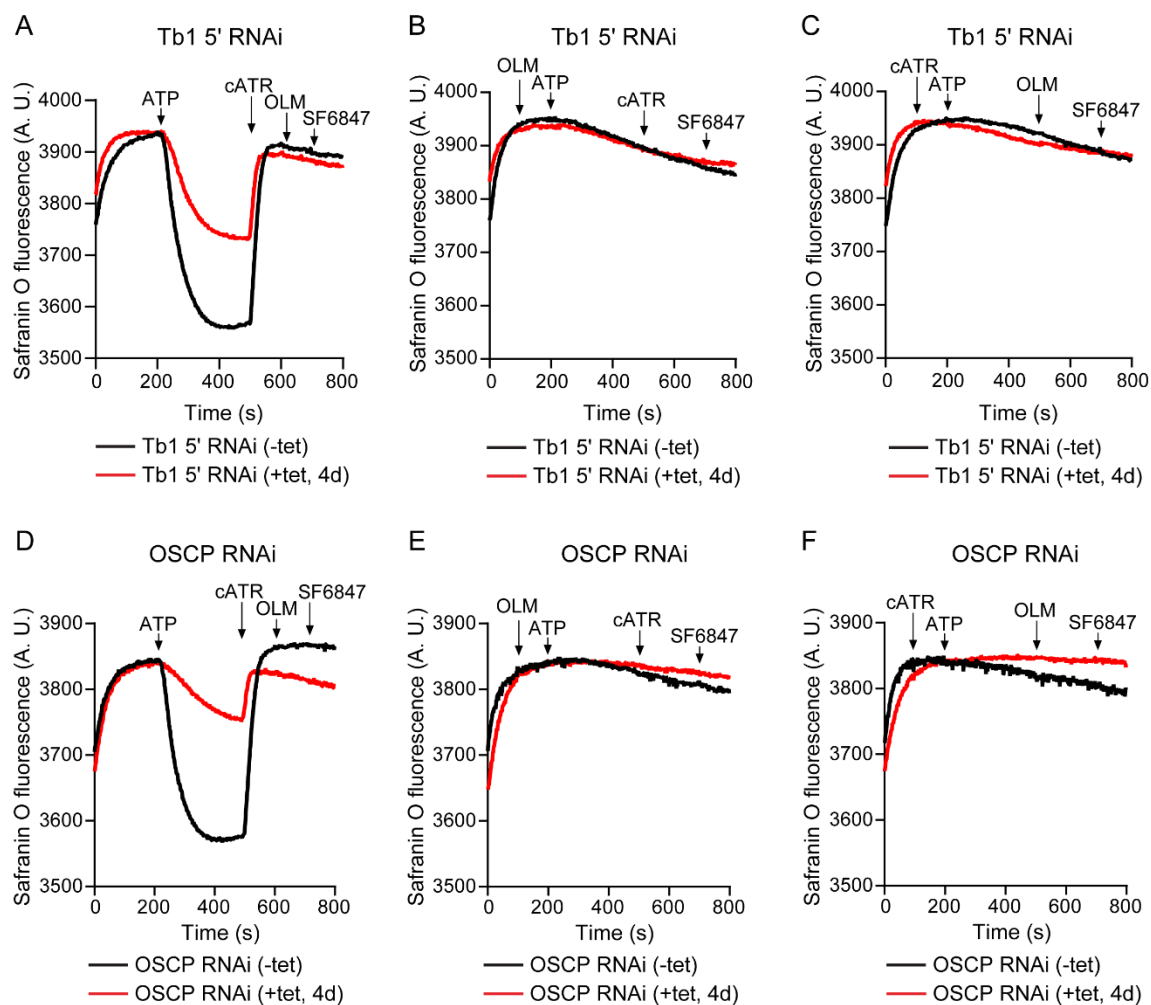 A
Tb1 5' RNAi
ATP
cATR
OLM
SF6847
Safranin O fluorescence (A. U.)
4000
3900
3800
3700
3600
3500
0 200 400 600 800
Time (s)
Tb1 5' RNAi (-tet)
Tb1 5' RNAi (+tet, 4d)
B
Tb1 5' RNAi
OLM
ATP
cATR
SF6847
Safranin O fluorescence (A. U.)
4000
3900
3800
3700
3600
3500
0 200 400 600 800
Time (s)
Tb1 5' RNAi (-tet)
Tb1 5' RNAi (+tet, 4d)
C
Tb1 5' RNAi
cATR
ATP
OLM
SF6847
Safranin O fluorescence (A. U.)
4000
3900
3800
3700
3600
3500
0 200 400 600 800
Time (s)
Tb1 5' RNAi (-tet)
Tb1 5' RNAi (+tet, 4d)
D
OSCP RNAi
ATP
cATR
OLM
SF6847
Safranin O fluorescence (A. U.)
3900
3800
3700
3600
3500
0 200 400 600 800
Time (s)
OSCP RNAi (-tet)
OSCP RNAi (+tet, 4d)
E
OSCP RNAi
OLM
ATP
cATR
SF6847
Safranin O fluorescence (A. U.)
3900
3800
3700
3600
3500
0 200 400 600 800
Time (s)
OSCP RNAi (-tet)
OSCP RNAi (+tet, 4d)
F
OSCP RNAi
cATR
ATP
OLM
SF6847
Safranin O fluorescence (A. U.)
3900
3800
3700
3600
3500
0 200 400 600 800
Time (s)
OSCP RNAi (-tet)
OSCP RNAi (+tet, 4d)